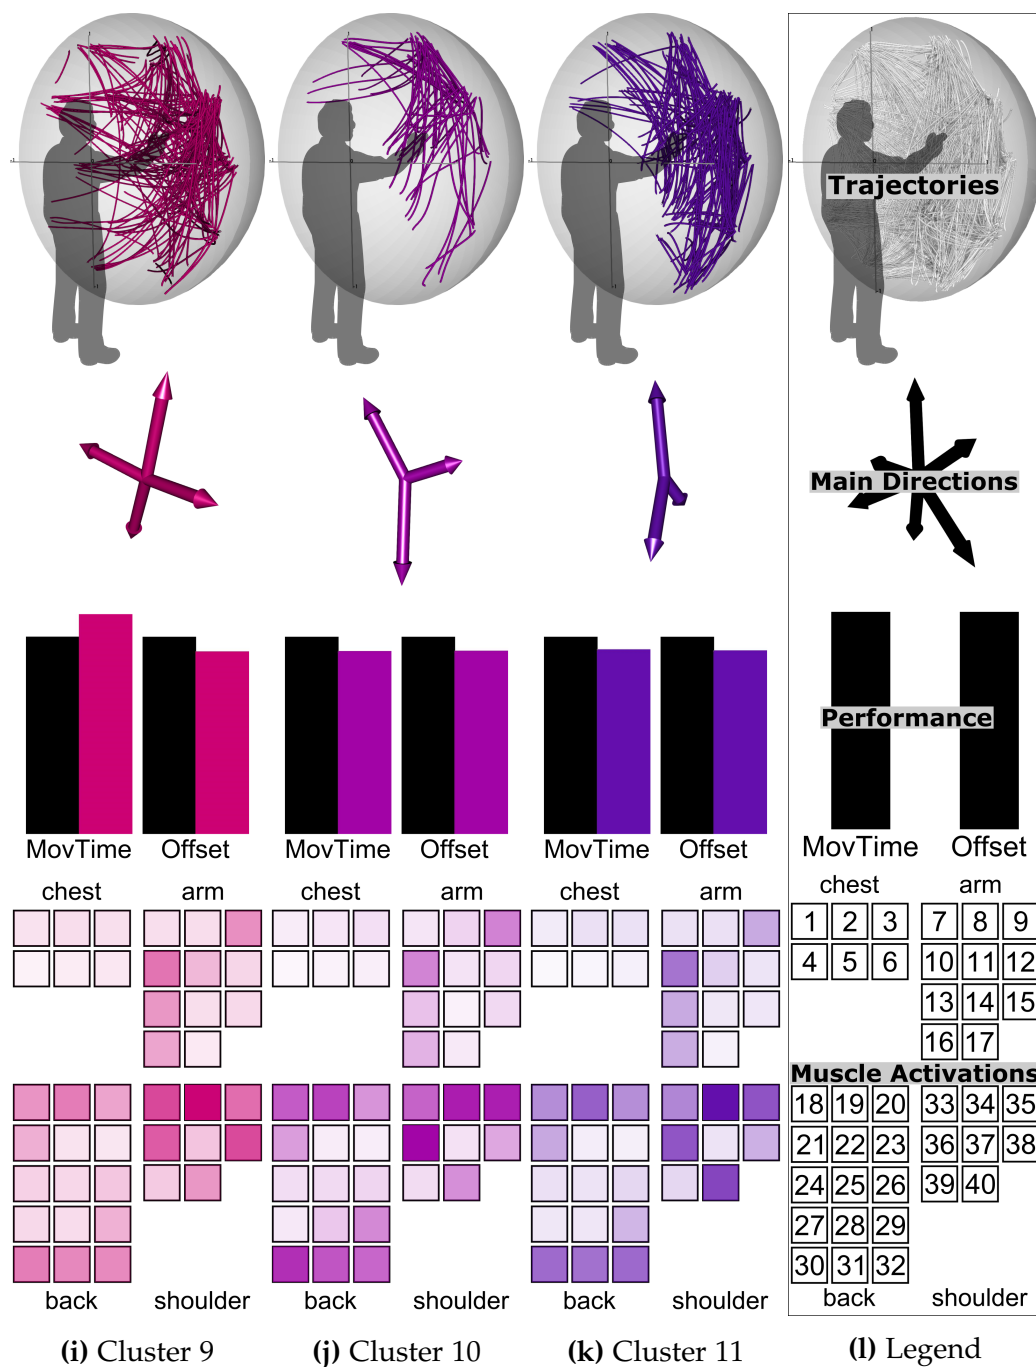 Trajectories
Main Directions
Performance
MovTime Offset MovTime Offset MovTime Offset MovTime Offset
chest arm chest arm chest arm chest arm
1 2 3 7 8 9
4 5 6 10 11 12
13 14 15
16 17
Muscle Activations
18 19 20 33 34 35
21 22 23 36 37 38
24 25 26 39 40
27 28 29
30 31 32
back shoulder back shoulder back shoulder back shoulder
(i) Cluster 9 (j) Cluster 10 (k) Cluster 11 (l) Legend